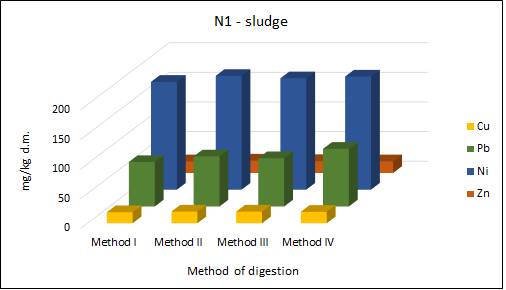 N1 - sludge
200
150
100
50
0
mg/kg d.m.
Method I Method II Method III Method IV
Method of digestion
Cu
Pb
Ni
Zn